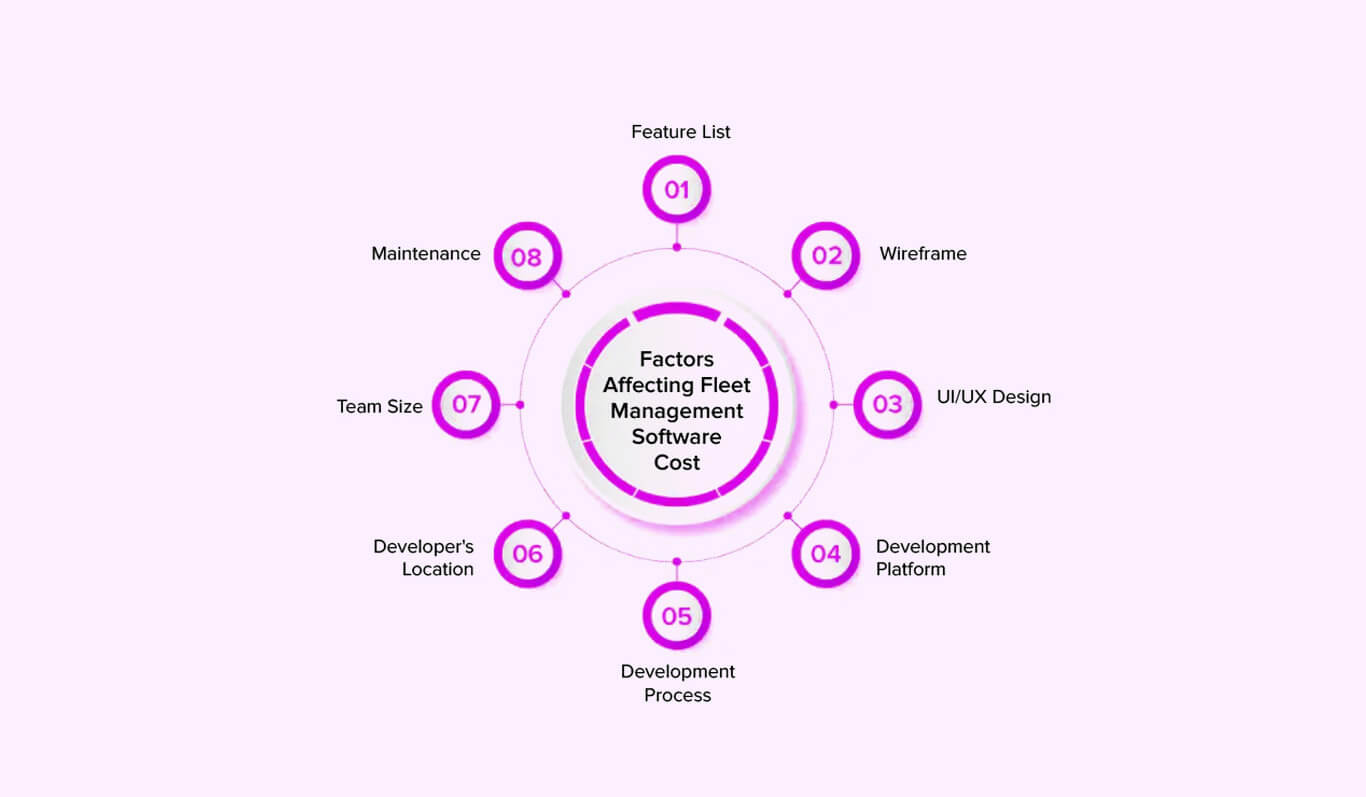 Factors
Affecting Fleet
Management
Software
Cost
Feature List
01
02
Wireframe
03
UI/UX Design
04
Development
Platform
05
Development
Process
06
Developer's
Location
07
Team Size
08
Maintenance